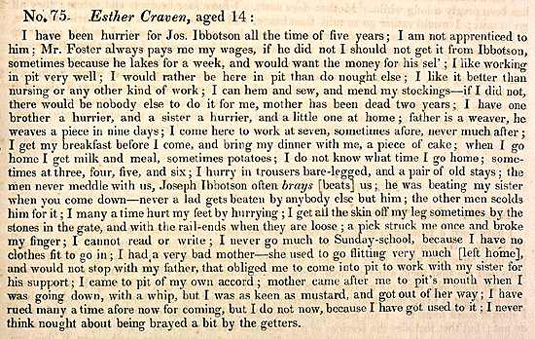 No. 75. Esther Craven, aged 14 :
I have been hurrier for Jos. Ibbotson all the time of five years ; I am not apprenticed to
him ; Mr. Foster always pays me my wages, if he did not I should not get it from Ibbotson,
sometimes because he lakes for a week, and would want the money for his sel' ; I like working
in pit very well ; I would rather be here in pit than do nought else ; I like it better than
nursing or any other kind of work ; I can hem and sew, and mend my stockings—if I did not,
there would be nobody else to do it for me, mother has been dead two years ; I have one
brother a hurrier, and a sister a hurrier, and a little one at home ; father is a weaver, he
weaves a piece in nine days ; I come here to work at seven, sometimes afore, never much after ;
I get my breakfast before I come, and bring my dinner with me, a piece of cake ; when I go
home I get milk and meal, sometimes potatoes ; I do not know what time I go home ; some-
times at three, four, five, and six ; I hurry in trousers bare-legged, and a pair of old stays ; the
men never meddle with us, Joseph Ibbotson often brays [beats] us ; he was beating my sister
when you come down—never a lad gets beaten by anybody else but him ; the other men scolds
him for it ; I many a time hurt my feet by hurrying ; I get all the skin off my leg sometimes by the
stones in the gate, and with the rail-ends when they are loose ; a pick struck me once and broke
my finger ; I cannot read or write ; I never go much to Sunday-school, because I have no
clothes fit to go in ; I had a very bad mother—she used to go flitting very much [left home],
and would not stop with my father, that obliged me to come into pit to work with my sister for
his support ; I came to pit of my own accord ; mother came after me to pit's mouth when I
was going down, with a whip, but I was as keen as mustard, and got out of her way ; I have
rued many a time afore now for coming, but I do not now, because I have got used to it ; I never
think nought about being brayed a bit by the getters.